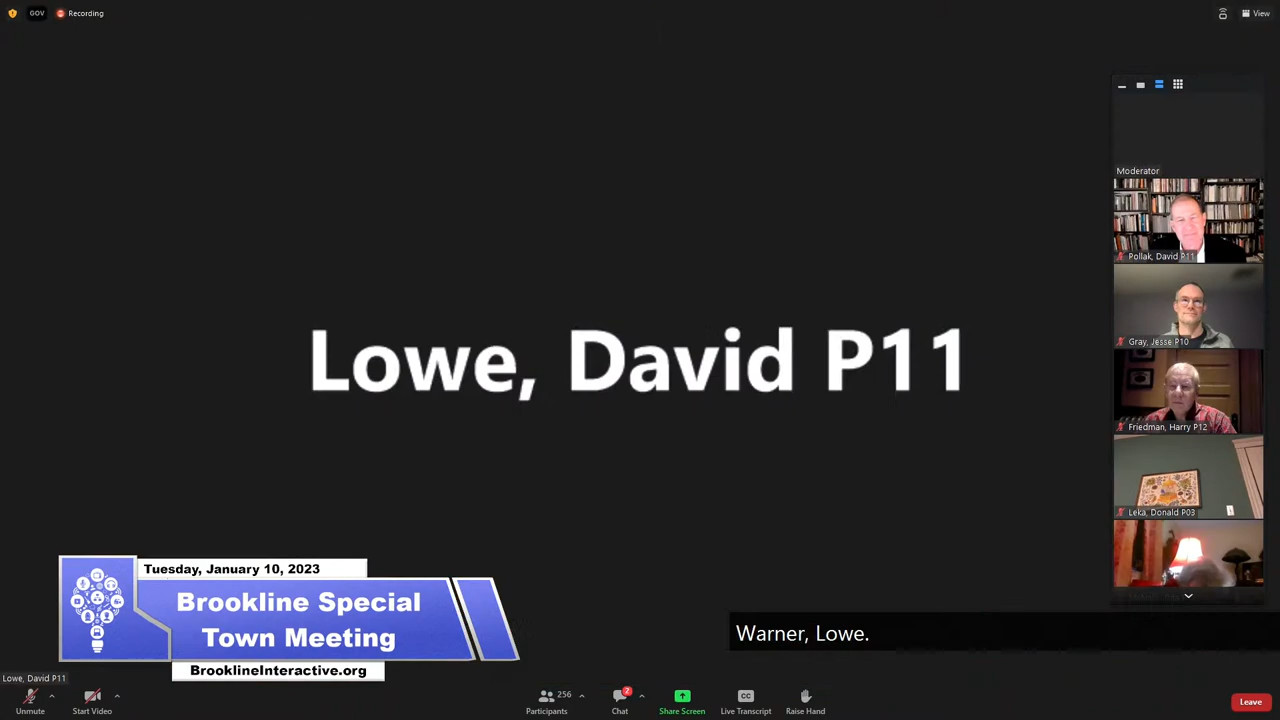 GOV
Recording
View
Moderator
Pollak, David P11
Gray, Jesse P10
Friedman, Harry P12
Leka, Donald P03
Lowe, David P11
Tuesday, January 10, 2023
Brookline Special
Town Meeting
BrooklineInteractive.org
Warner, Lowe.
Lowe, David P11
Unmute
Start Video
256
Participants
2
Chat
Share Screen
CC
Live Transcript
Raise Hand
Leave